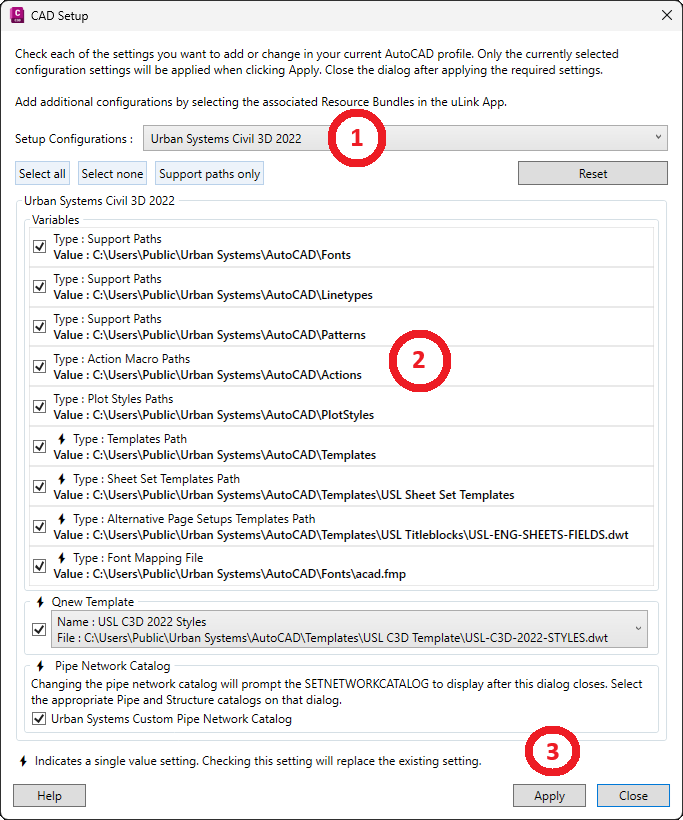 CAD Setup
Check each of the settings you want to add or change in your current AutoCAD profile. Only the currently selected
configuration settings will be applied when clicking Apply. Close the dialog after applying the required settings.
Add additional configurations by selecting the associated Resource Bundles in the uLink App.
Setup Configurations : Urban Systems Civil 3D 2022
1
Select all Select none Support paths only Reset
Urban Systems Civil 3D 2022
Variables
Type : Support Paths
Value : C:\Users\Public\Urban Systems\AutoCAD\Fonts
Type : Support Paths
Value : C:\Users\Public\Urban Systems\AutoCAD\Linetypes
Type : Support Paths
Value : C:\Users\Public\Urban Systems\AutoCAD\Patterns
2
Type : Action Macro Paths
Value : C:\Users\Public\Urban Systems\AutoCAD\Actions
Type : Plot Styles Paths
Value : C:\Users\Public\Urban Systems\AutoCAD\PlotStyles
Type : Templates Path
Value : C:\Users\Public\Urban Systems\AutoCAD\Templates
Type : Sheet Set Templates Path
Value : C:\Users\Public\Urban Systems\AutoCAD\Templates\USL Sheet Set Templates
Type : Alternative Page Setups Templates Path
Value : C:\Users\Public\Urban Systems\AutoCAD\Templates\USL Titleblocks\USL-ENG-SHEETS-FIELDS.dwt
Type : Font Mapping File
Value : C:\Users\Public\Urban Systems\AutoCAD\Fonts\acad.fmp
Qnew Template
Name : USL C3D 2022 Styles
File : C:\Users\Public\Urban Systems\AutoCAD\Templates\USL C3D Template\USL-C3D-2022-STYLES.dwt
Pipe Network Catalog
Changing the pipe network catalog will prompt the SETNETWORKCATALOG to display after this dialog closes. Select
the appropriate Pipe and Structure catalogs on that dialog.
Urban Systems Custom Pipe Network Catalog
3
Indicates a single value setting. Checking this setting will replace the existing setting.
Help Apply Close